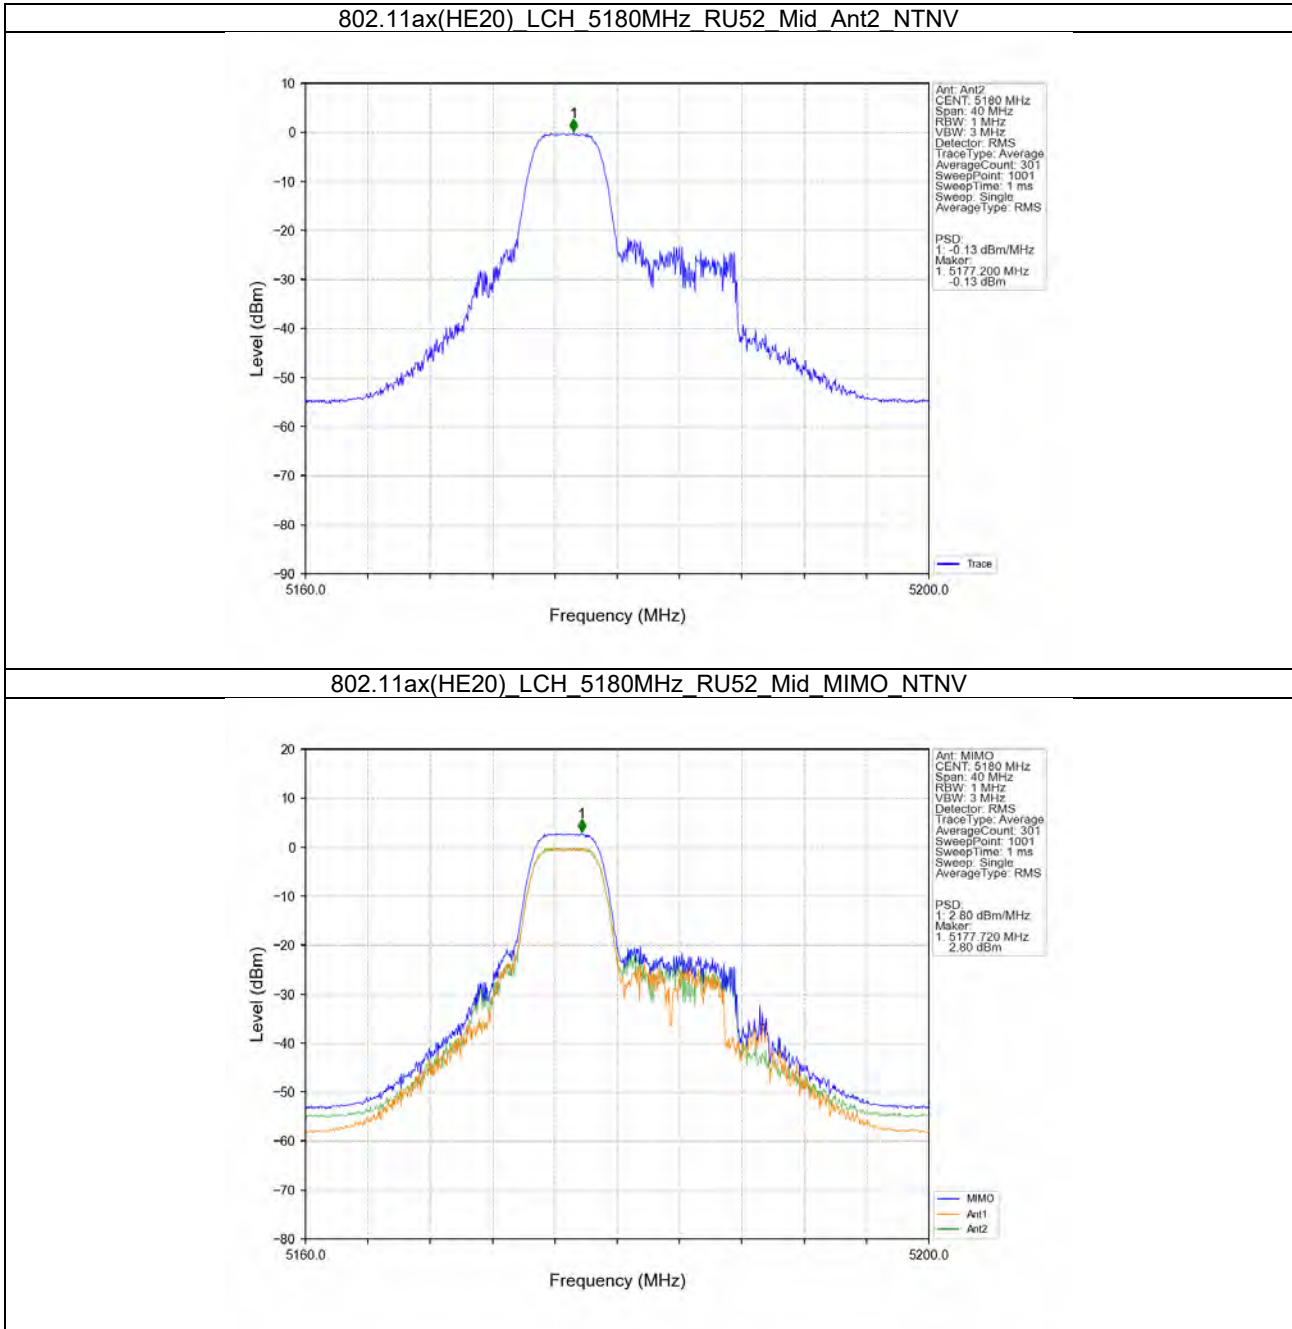 802.11ax(HE20)_LCH_5180MHz_RU52_Mid_Ant2_NTNV
10
0
−10
−20
−30
−40
−50
−60
−70
−80
−90
Level (dBm)
1
5160.0
5200.0
Frequency (MHz)
Ant: Ant2
CENT: 5180 MHz
Span: 40 MHz
RBW: 1 MHz
VBW: 3 MHz
Detector: RMS
TraceType: Average
AverageCount: 301
SweepPoint: 1001
SweepTime: 1 ms
Sweep: Single
AverageType: RMS
PSD:
1: -0.13 dBm/MHz
Maker:
1. 5177.200 MHz
-0.13 dBm
Trace
802.11ax(HE20)_LCH_5180MHz_RU52_Mid_MIMO_NTNV
20
10
0
−10
−20
−30
−40
−50
−60
−70
−80
Level (dBm)
1
5160.0
5200.0
Frequency (MHz)
Ant: MIMO
CENT: 5180 MHz
Span: 40 MHz
RBW: 1 MHz
VBW: 3 MHz
Detector: RMS
TraceType: Average
AverageCount: 301
SweepPoint: 1001
SweepTime: 1 ms
Sweep: Single
AverageType: RMS
PSD:
1: 2.80 dBm/MHz
Maker:
1. 5177.720 MHz
2.80 dBm
MIMO
Ant1
Ant2